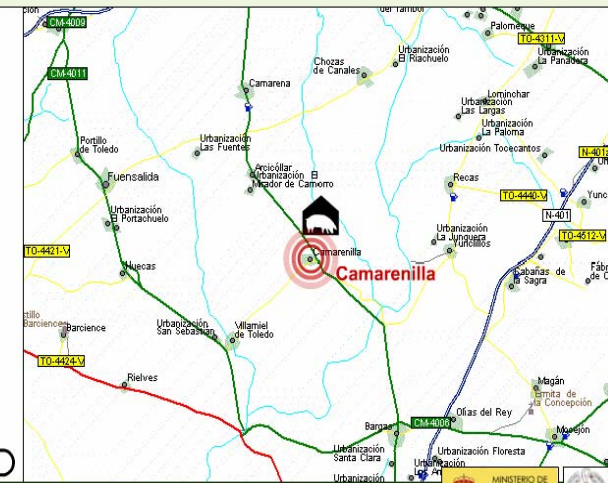 CM-4009
Palomeque
TO-4311-V
Urbanización
La Panadera
Urbanización
El Riachuelo
Chozas
de Canales
CM-4011
Camarena
Lominchar
Urbanización
Las Largas
Urbanización
La Paloma
Portillo
de Toledo
Urbanización
Las Fuentes
Urbanización Tocecantos
Arcicóllar
Urbanización El
Mirador de Camorro
Fuensalida
Recas
TO-4440-V
N-401
Urbanización
El Portachuelo
Urbanización
La Junquera
Yunclillos
TO-4512-V
TO-4421-V
Huecas
Camarenilla
Camarenilla
Cabañas de
la Sagra
Barcience
Urbanización
San Sebastián
Villamiel
de Toledo
TO-4424-V
Rielves
Magán
Ermita de
la Concepción
Olías del Rey
CM-4006
Bargas
Mocejón
Urbanización
Santa Clara
Urbanización Floresta
Urbanización
MINISTERIO DE